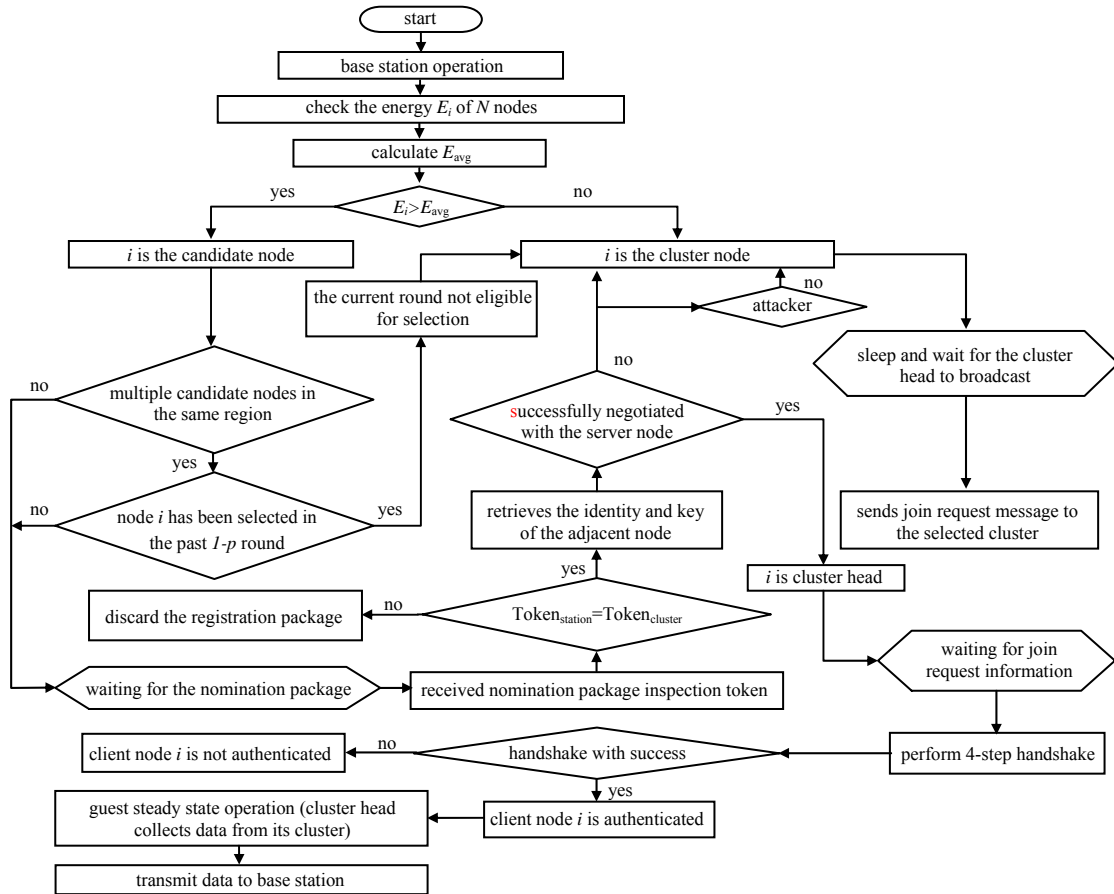 start
base station operation
check the energy Ei of N nodes
calculate Eavg
yes
no
Ei>Eavg
i is the candidate node
i is the cluster node
no
attacker
the current round not eligible
for selection
sleep and wait for the cluster
head to broadcast
no
multiple candidate nodes in
the same region
no
successfully negotiated
with the server node
yes
yes
no
node i has been selected in
the past 1-p round
yes
retrieves the identity and key
of the adjacent node
sends join request message to
the selected cluster
yes
i is cluster head
discard the registration package
no
Tokenstation=Tokencluster
waiting for join
request information
waiting for the nomination package
received nomination package inspection token
client node i is not authenticated
no
handshake with success
perform 4-step handshake
yes
guest steady state operation (cluster head
collects data from its cluster)
client node i is authenticated
transmit data to base station